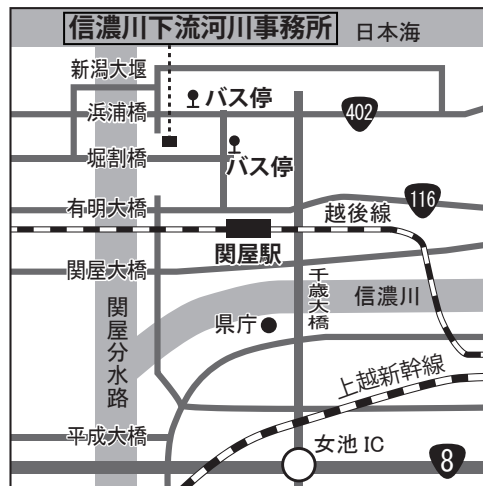 信濃川下流河川事務所
日本海
新潟大堰
バス停
浜浦橋
402
堀割橋
バス停
116
有明大橋
越後線
関屋駅
関屋大橋
千歳大橋
信濃川
関屋分水路
県庁
上越新幹線
平成大橋
女池 IC
8